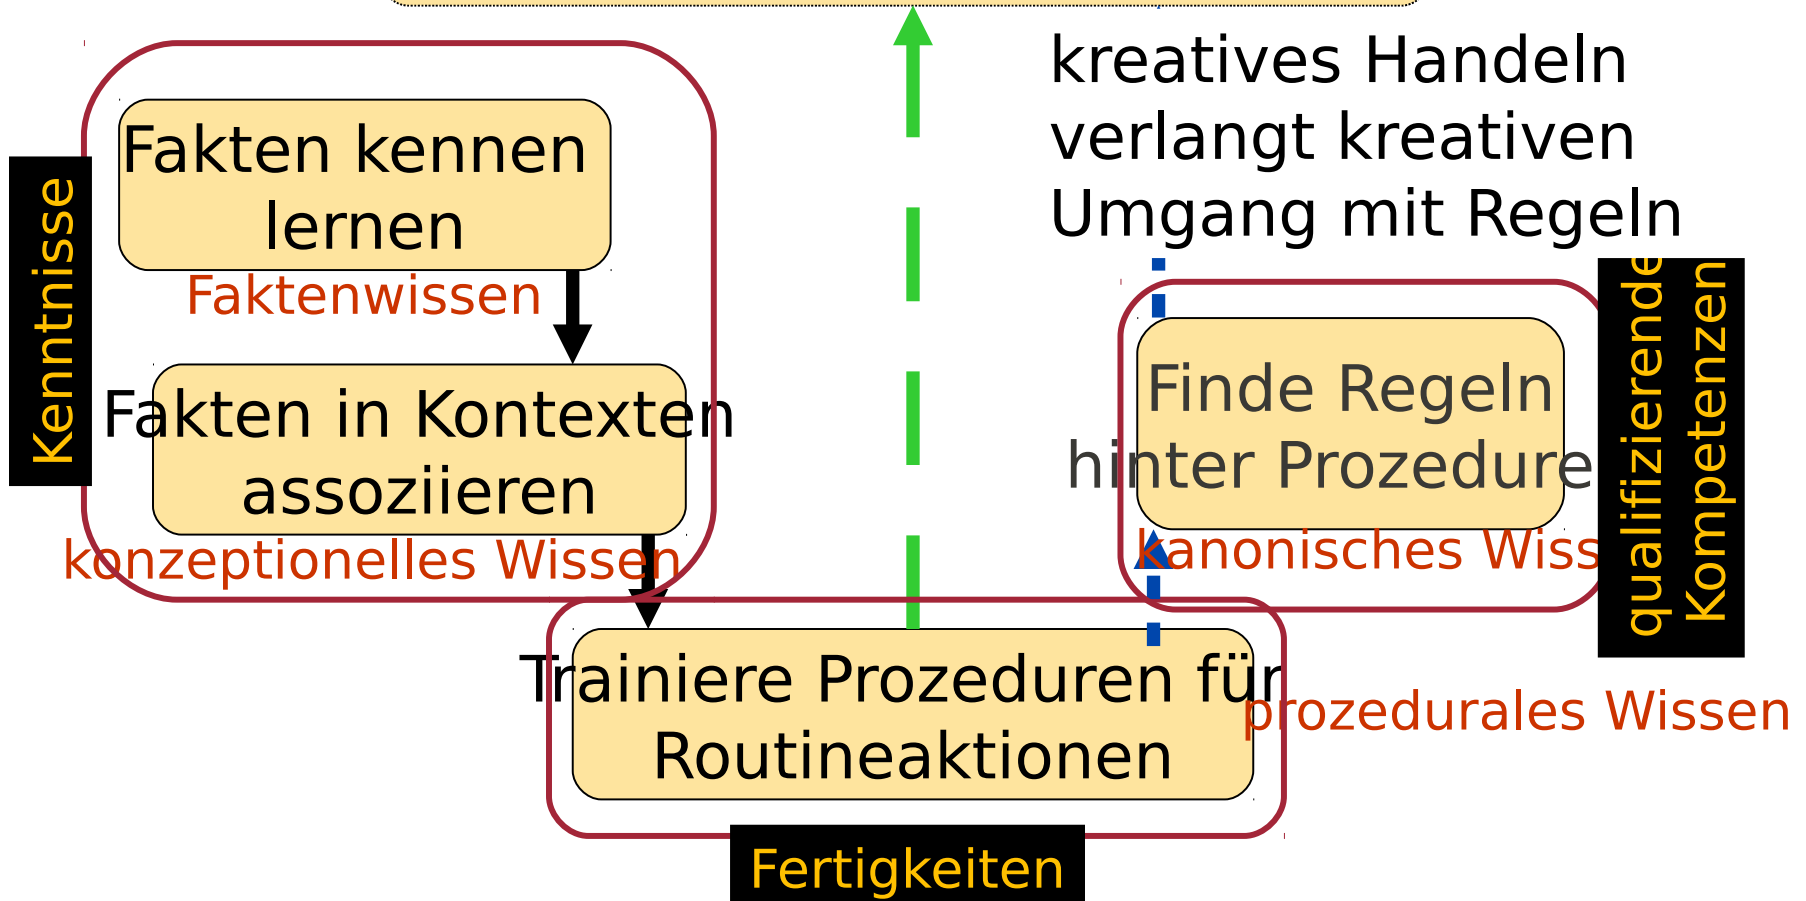 kreatives Handeln
verlangt kreativen
Umgang mit Regeln
Kenntnisse
Fakten kennen
lernen
Faktenwissen
Fakten in Kontexten
assoziieren
konzeptionelles Wissen
Finde Regeln
hinter Prozedure
kanonisches Wiss
qualifizierende
Kompetenzen
Trainiere Prozeduren für
Routineaktionen
prozedurales Wissen
Fertigkeiten